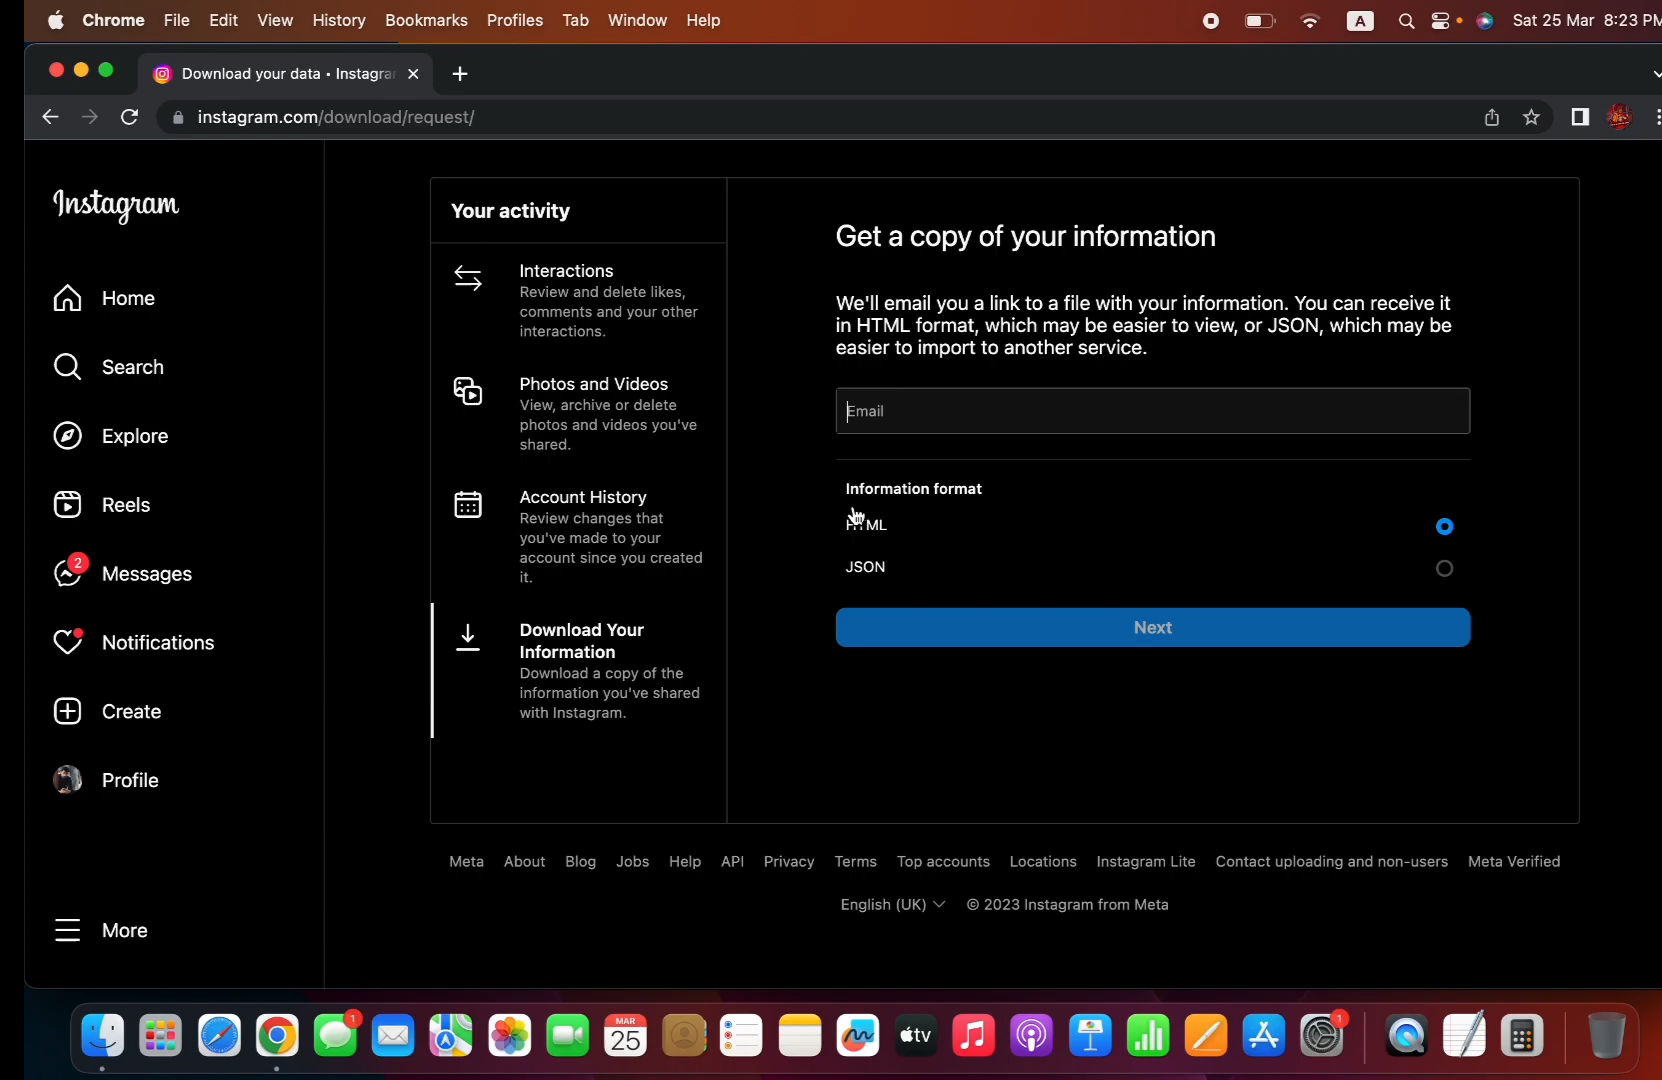 Chrome File Edit View History Bookmarks Profiles Tab Window Help
A
Sat 25 Mar 8:23 PM
Download your data • Instagra
instagram.com/download/request/
Instagram
Home
Search
Explore
Reels
2
Messages
Notifications
Create
Profile
More
Your activity
Interactions
Review and delete likes,
comments and your other
interactions.
Photos and Videos
View, archive or delete
photos and videos you've
shared.
Account History
Review changes that
you've made to your
account since you created
it.
Download Your
Information
Download a copy of the
information you've shared
with Instagram.
Get a copy of your information
We'll email you a link to a file with your information. You can receive it
in HTML format, which may be easier to view, or JSON, which may be
easier to import to another service.
Email
Information format
HTML
JSON
Next
Meta About Blog Jobs Help API Privacy Terms Top accounts Locations Instagram Lite Contact uploading and non-users Meta Verified
English (UK) © 2023 Instagram from Meta
1
MAR
25
tv
1